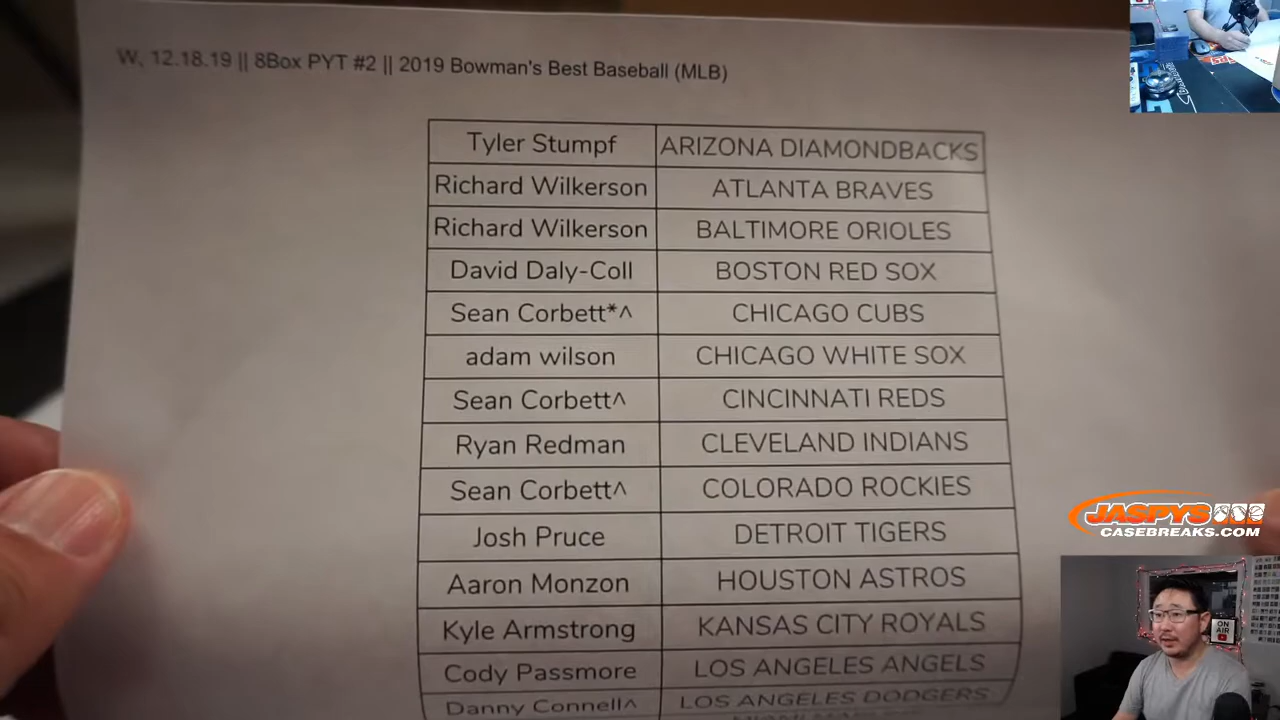 W, 12.18.19 || 8Box PYT #2 || 2019 Bowman's Best Baseball (MLB)
Tyler Stumpf ARIZONA DIAMONDBACKS
Richard Wilkerson ATLANTA BRAVES
Richard Wilkerson BALTIMORE ORIOLES
David Daly-Coll BOSTON RED SOX
Sean Corbett*^ CHICAGO CUBS
adam wilson CHICAGO WHITE SOX
Sean Corbett^ CINCINNATI REDS
Ryan Redman CLEVELAND INDIANS
Sean Corbett^ COLORADO ROCKIES
Josh Pruce DETROIT TIGERS
Aaron Monzon HOUSTON ASTROS
Kyle Armstrong KANSAS CITY ROYALS
Cody Passmore LOS ANGELES ANGELS
Danny Connell^ LOS ANGELES DODGERS
JASPYS
CASEBREAKS.COM
ON
AIR